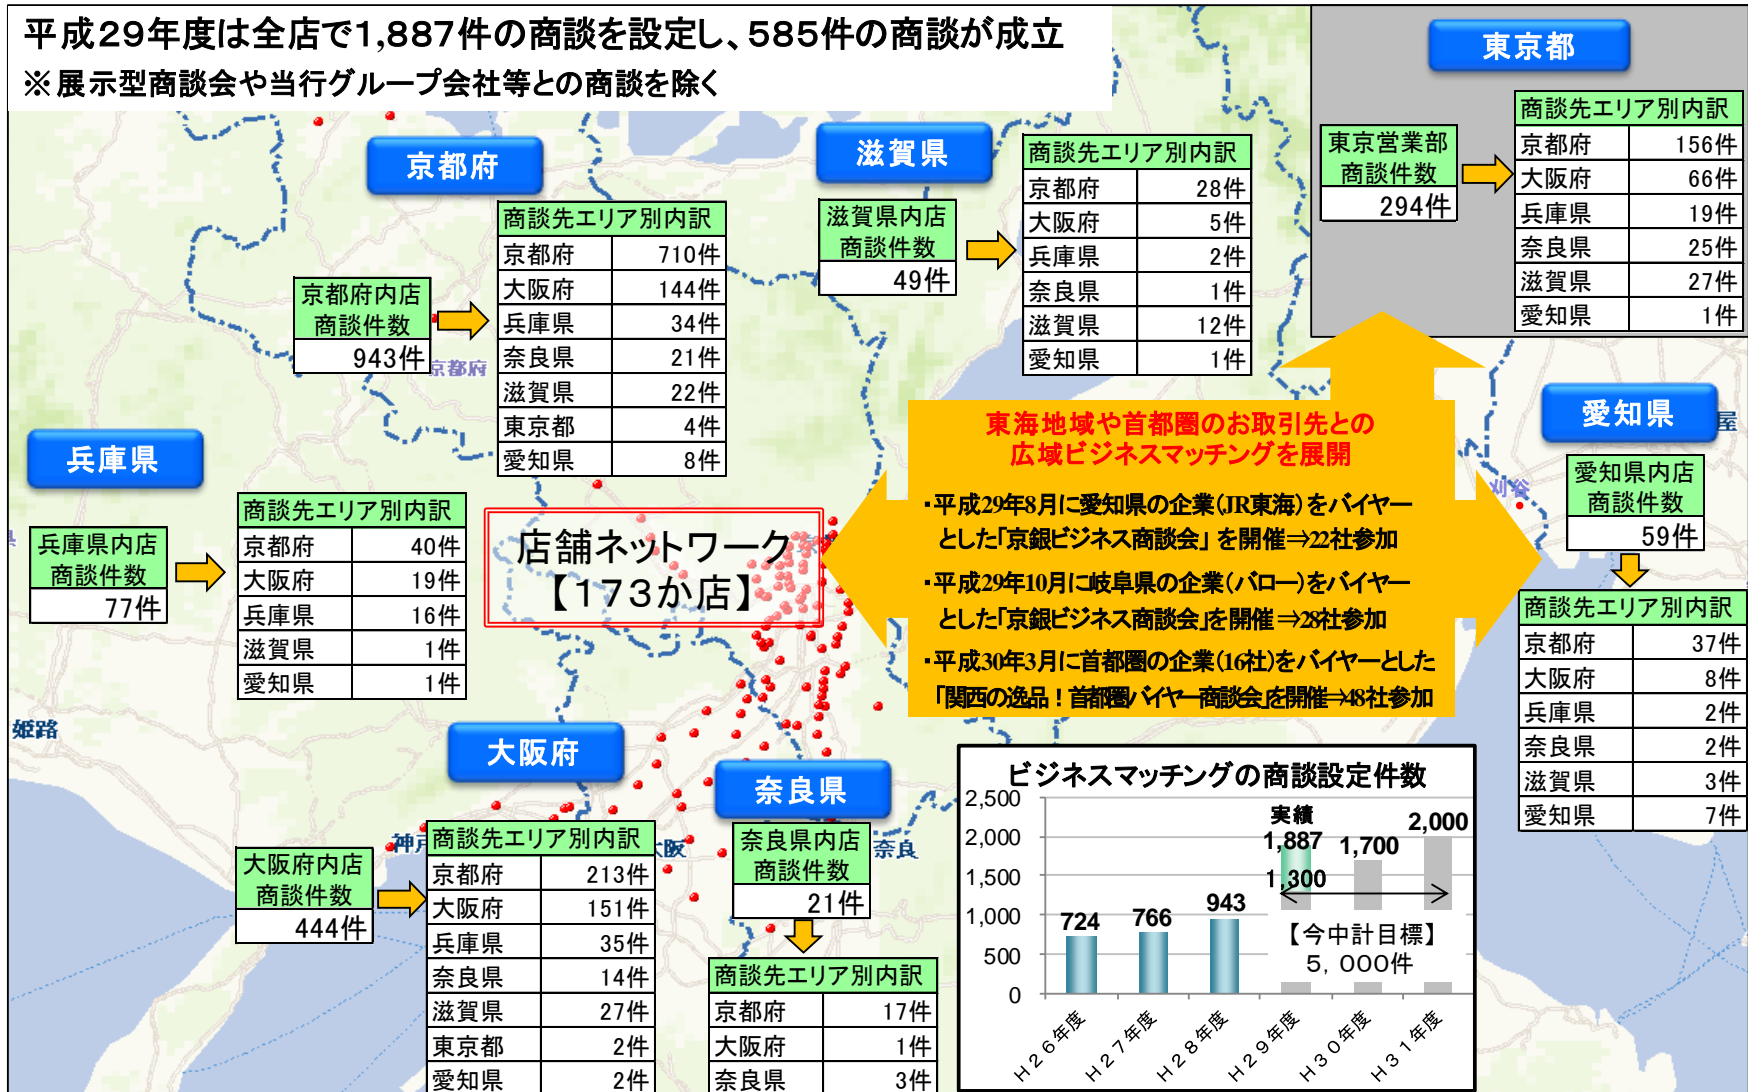 平成29年度は全店で1,887件の商談を設定し、585件の商談が成立
※展示型商談会や当行グループ会社等との商談を除く
京都府
京都府内店
商談件数
943件
商談先エリア別内訳
京都府 710件
大阪府 144件
兵庫県 34件
奈良県 21件
滋賀県 22件
東京都 4件
愛知県 8件
京都府
滋賀県
滋賀県内店
商談件数
49件
商談先エリア別内訳
京都府 28件
大阪府 5件
兵庫県 2件
奈良県 1件
滋賀県 12件
愛知県 1件
東京都
東京営業部
商談件数
294件
商談先エリア別内訳
京都府 156件
大阪府 66件
兵庫県 19件
奈良県 25件
滋賀県 27件
愛知県 1件
兵庫県
兵庫県内店
商談件数
77件
商談先エリア別内訳
京都府 40件
大阪府 19件
兵庫県 16件
滋賀県 1件
愛知県 1件
店舗ネットワーク
【173か店】
東海地域や首都圏のお取引先との
広域ビジネスマッチングを展開
・平成29年8月に愛知県の企業(JR東海)をバイヤー
とした「京銀ビジネス商談会」を開催⇒22社参加
・平成29年10月に岐阜県の企業(バロー)をバイヤー
とした「京銀ビジネス商談会」を開催⇒28社参加
・平成30年3月に首都圏の企業(16社)をバイヤーとした
「関西の逸品！首都圏バイヤー商談会」を開催⇒48社参加
愛知県
屋
刈谷
愛知県内店
商談件数
59件
商談先エリア別内訳
京都府 37件
大阪府 8件
兵庫県 2件
奈良県 2件
滋賀県 3件
愛知県 7件
姫路
神戸
大阪府
大阪府内店
商談件数
444件
商談先エリア別内訳
京都府 213件
大阪府 151件
兵庫県 35件
奈良県 14件
滋賀県 27件
東京都 2件
愛知県 2件
大阪
奈良県
奈良
奈良県内店
商談件数
21件
商談先エリア別内訳
京都府 17件
大阪府 1件
奈良県 3件
ビジネスマッチングの商談設定件数
2,500
2,000
1,500
1,000
500
0
724
766
943
実績
1,887
1,300
1,700
2,000
【今中計目標】
5,000件
H26年度
H27年度
H28年度
H29年度
H30年度
H31年度